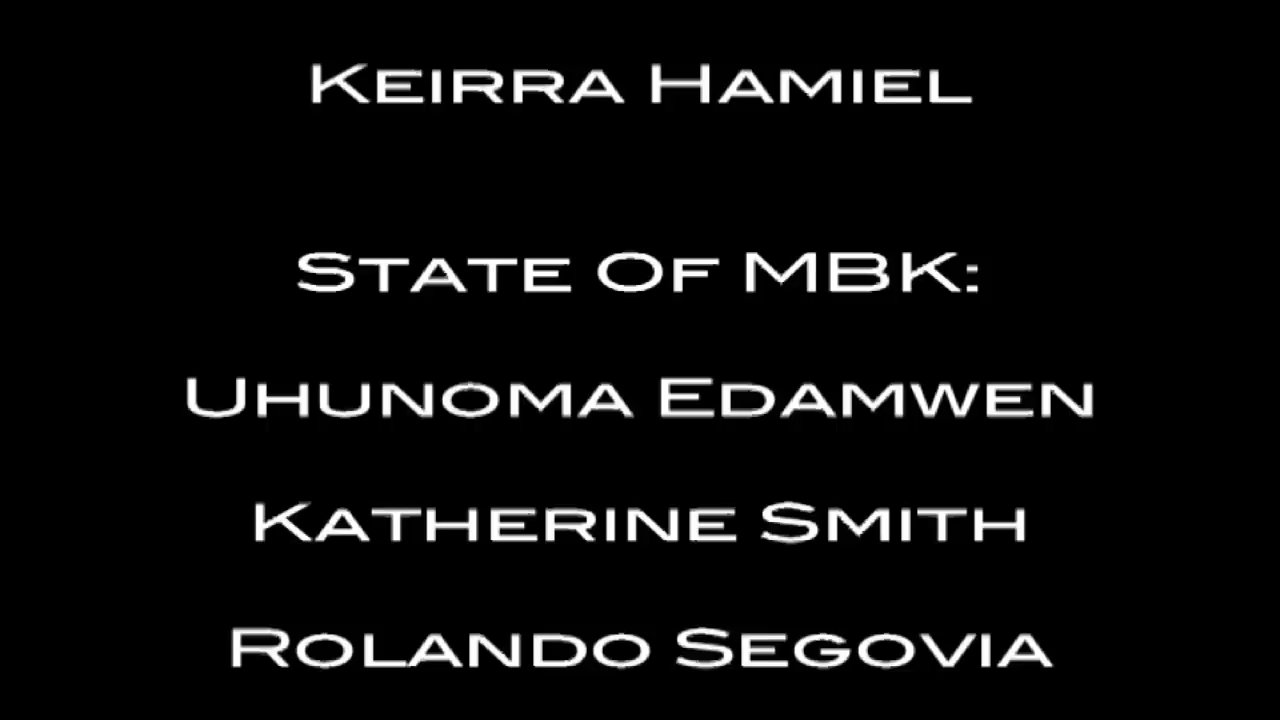 Keirra Hamiel
State Of MBK:
Uhunoma Edamwen
Katherine Smith
Rolando Segovia